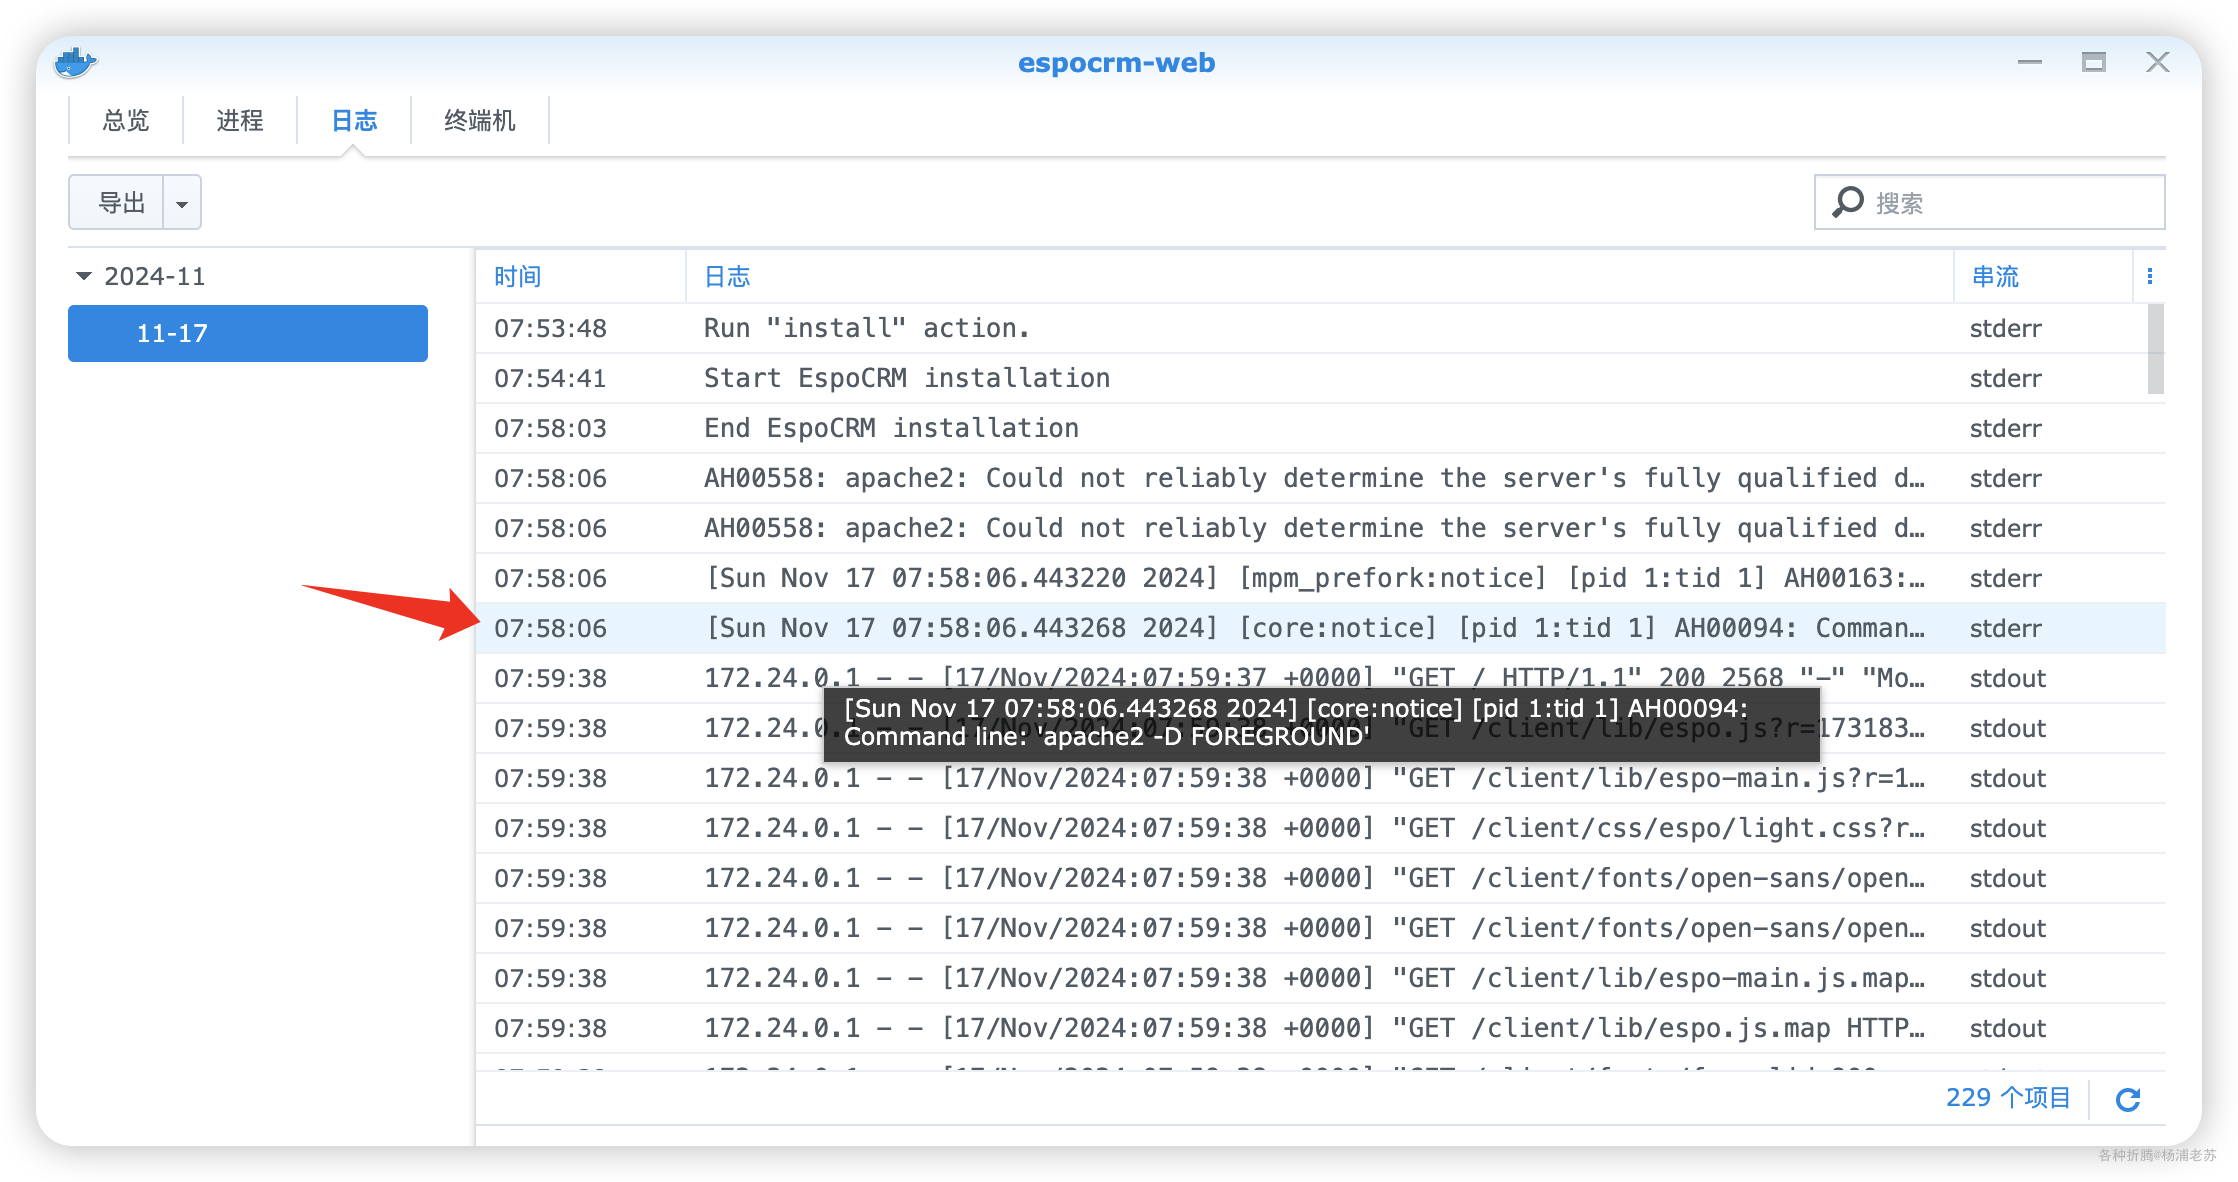 espocrm-web
总览 进程 日志 终端机
导出 搜索
2024-11
11-17
时间 日志 串流
07:53:48 Run "install" action. stderr
07:54:41 Start EspoCRM installation stderr
07:58:03 End EspoCRM installation stderr
07:58:06 AH00558: apache2: Could not reliably determine the server's fully qualified d… stderr
07:58:06 AH00558: apache2: Could not reliably determine the server's fully qualified d… stderr
07:58:06 [Sun Nov 17 07:58:06.443220 2024] [mpm_prefork:notice] [pid 1:tid 1] AH00163:… stderr
07:58:06 [Sun Nov 17 07:58:06.443268 2024] [core:notice] [pid 1:tid 1] AH00094: Comman… stderr
07:59:38 172.24.0.1 - - [17/Nov/2024:07:59:37 +0000] "GET / HTTP/1.1" 200 2568 "-" "Mo… stdout
[Sun Nov 17 07:58:06.443268 2024] [core:notice] [pid 1:tid 1] AH00094:
Command line: 'apache2 -D FOREGROUND'
07:59:38 172.24.0.1 - - [17/Nov/2024:07:59:38 +0000] "GET /client/lib/espo.js?r=173183… stdout
07:59:38 172.24.0.1 - - [17/Nov/2024:07:59:38 +0000] "GET /client/lib/espo-main.js?r=1… stdout
07:59:38 172.24.0.1 - - [17/Nov/2024:07:59:38 +0000] "GET /client/css/espo/light.css?r… stdout
07:59:38 172.24.0.1 - - [17/Nov/2024:07:59:38 +0000] "GET /client/fonts/open-sans/open… stdout
07:59:38 172.24.0.1 - - [17/Nov/2024:07:59:38 +0000] "GET /client/fonts/open-sans/open… stdout
07:59:38 172.24.0.1 - - [17/Nov/2024:07:59:38 +0000] "GET /client/lib/espo-main.js.map… stdout
07:59:38 172.24.0.1 - - [17/Nov/2024:07:59:38 +0000] "GET /client/lib/espo.js.map HTTP… stdout
229 个项目
各种折腾@杨浦老苏